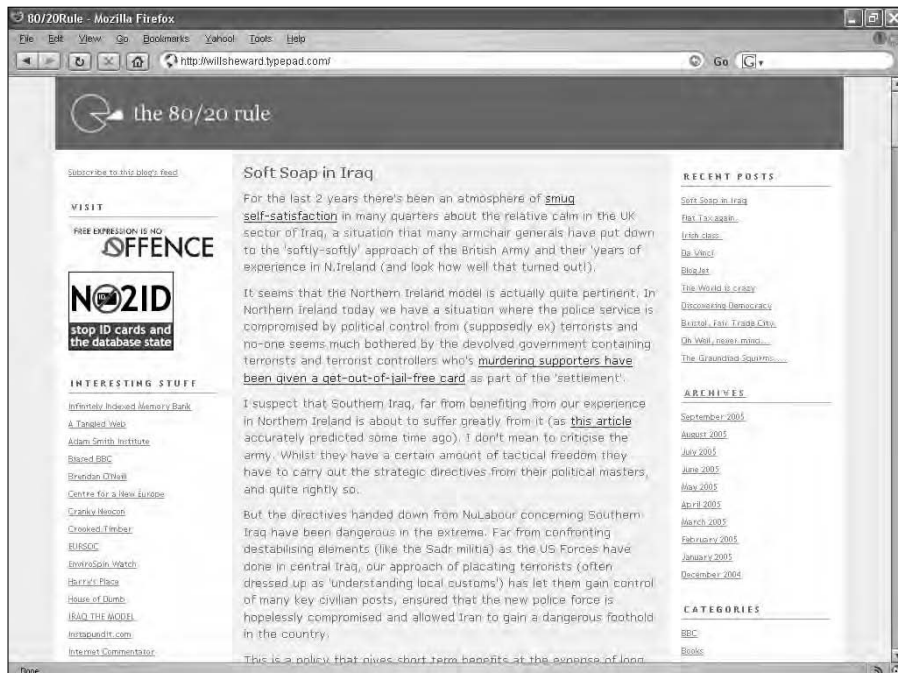 80/20Rule - Mozilla Firefox
File Edit View Go Bookmarks Yahoo! Tools Help
http://willsheward.typepad.com/
Go
G
the 80/20 rule
Subscribe to this blog's feed
VISIT
FREE EXPRESSION IS NO
OFFENCE
NO2ID
stop ID cards and
the database state
INTERESTING STUFF
Infinitely Indexed Memory Bank
A Tangled Web
Adam Smith Institute
Biased BBC
Brendan O'Neill
Centre for a New Europe
Cranky Neocon
Crooked Timber
EURSOC
EnviroSpin Watch
Harry's Place
House of Dumb
IRAQ THE MODEL
Instapundit.com
Internet Commentator
Soft Soap in Iraq
For the last 2 years there's been an atmosphere of smug
self-satisfaction in many quarters about the relative calm in the UK
sector of Iraq, a situation that many armchair generals have put down
to the 'softly-softly' approach of the British Army and their 'years of
experience in N.Ireland (and look how well that turned out!).
It seems that the Northern Ireland model is actually quite pertinent. In
Northern Ireland today we have a situation where the police service is
compromised by political control from (supposedly ex) terrorists and
no-one seems much bothered by the devolved government containing
terrorists and terrorist controllers who's murdering supporters have
been given a get-out-of-jail-free card as part of the 'settlement'.
I suspect that Southern Iraq, far from benefiting from our experience
in Northern Ireland is about to suffer greatly from it (as this article
accurately predicted some time ago). I don't mean to criticise the
army. Whilst they have a certain amount of tactical freedom they
have to carry out the strategic directives from their political masters,
and quite rightly so.
But the directives handed down from NuLabour concerning Southern
Iraq have been dangerous in the extreme. Far from confronting
destabilising elements (like the Sadr militia) as the US Forces have
done in central Iraq, our approach of placating terrorists (often
dressed up as 'understanding local customs') has let them gain control
of many key civilian posts, ensured that the new police force is
hopelessly compromised and allowed Iran to gain a dangerous foothold
in the country.
This is a policy that gives short term benefits at the expense of long
RECENT POSTS
Soft Soap in Iraq
Flat Tax again.
Irish class.
Da Vinci
BlogJet
The World is crazy
Discovering Democracy
Bristol, Fair Trade City.
Oh Well, never mind....
The Groundlad Squirms.....
ARCHIVES
September 2005
August 2005
July 2005
June 2005
May 2005
April 2005
March 2005
February 2005
January 2005
December 2004
CATEGORIES
BBC
Books
Done